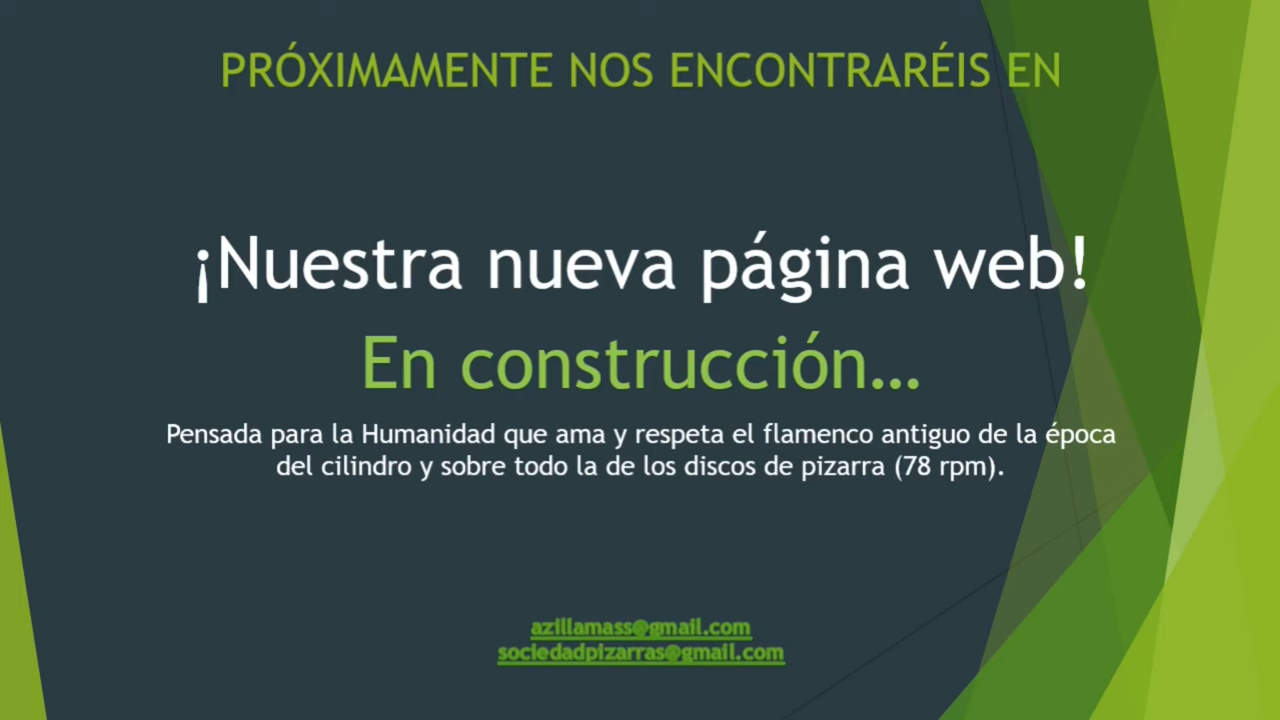 PRÓXIMAMENTE NOS ENCONTRARÉIS EN
¡Nuestra nueva página web!
En construcción…
Pensada para la Humanidad que ama y respeta el flamenco antiguo de la época
del cilindro y sobre todo la de los discos de pizarra (78 rpm).
azillamass@gmail.com
sociedadpizarras@gmail.com